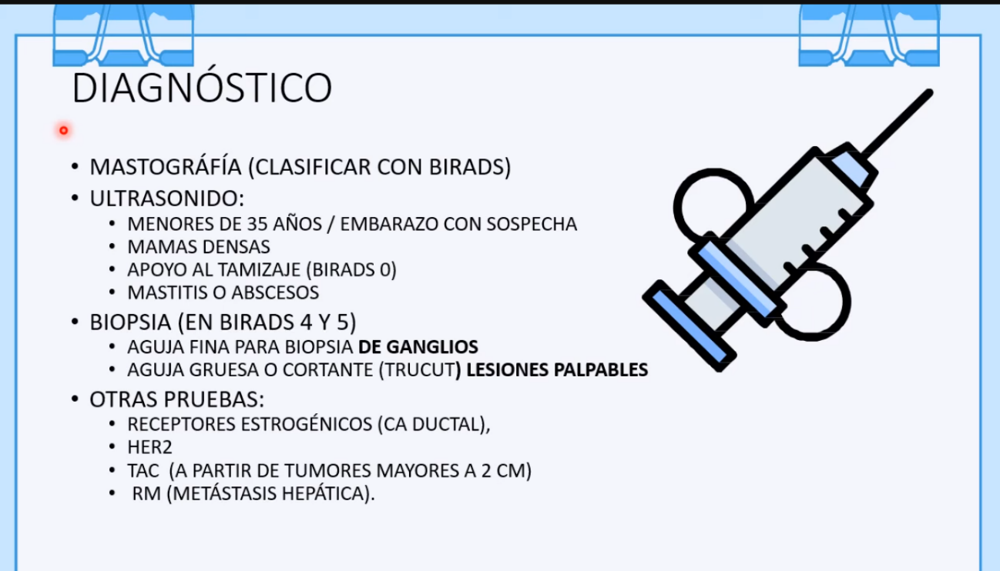 DIAGNÓSTICO
• MASTOGRÁFÍA (CLASIFICAR CON BIRADS)
• ULTRASONIDO:
• MENORES DE 35 AÑOS / EMBARAZO CON SOSPECHA
• MAMAS DENSAS
• APOYO AL TAMIZAJE (BIRADS 0)
• MASTITIS O ABSCESOS
• BIOPSIA (EN BIRADS 4 Y 5)
• AGUJA FINA PARA BIOPSIA DE GANGLIOS
• AGUJA GRUESA O CORTANTE (TRUCUT) LESIONES PALPABLES
• OTRAS PRUEBAS:
• RECEPTORES ESTROGÉNICOS (CA DUCTAL),
• HER2
• TAC (A PARTIR DE TUMORES MAYORES A 2 CM)
• RM (METÁSTASIS HEPÁTICA).